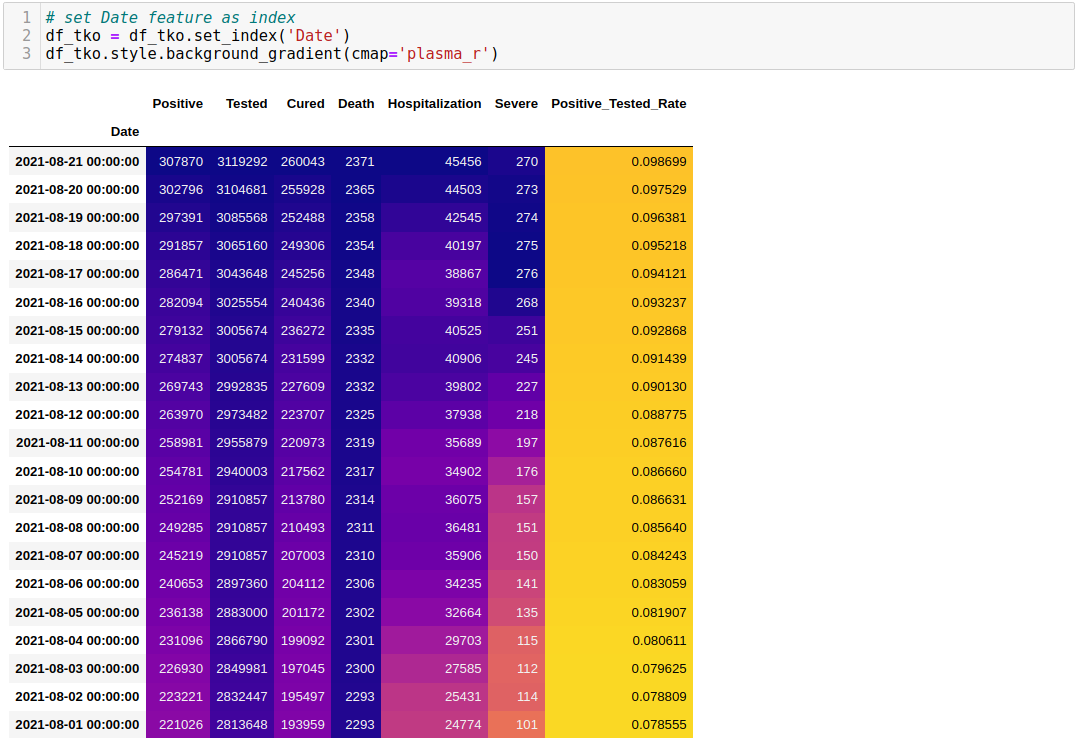 1 # set Date feature as index
2 df_tko = df_tko.set_index('Date')
3 df_tko.style.background_gradient(cmap='plasma_r')
Positive Tested Cured Death Hospitalization Severe Positive_Tested_Rate
Date
2021-08-21 00:00:00 307870 3119292 260043 2371 45456 270 0.098699
2021-08-20 00:00:00 302796 3104681 255928 2365 44503 273 0.097529
2021-08-19 00:00:00 297391 3085568 252488 2358 42545 274 0.096381
2021-08-18 00:00:00 291857 3065160 249306 2354 40197 275 0.095218
2021-08-17 00:00:00 286471 3043648 245256 2348 38867 276 0.094121
2021-08-16 00:00:00 282094 3025554 240436 2340 39318 268 0.093237
2021-08-15 00:00:00 279132 3005674 236272 2335 40525 251 0.092868
2021-08-14 00:00:00 274837 3005674 231599 2332 40906 245 0.091439
2021-08-13 00:00:00 269743 2992835 227609 2332 39802 227 0.090130
2021-08-12 00:00:00 263970 2973482 223707 2325 37938 218 0.088775
2021-08-11 00:00:00 258981 2955879 220973 2319 35689 197 0.087616
2021-08-10 00:00:00 254781 2940003 217562 2317 34902 176 0.086660
2021-08-09 00:00:00 252169 2910857 213780 2314 36075 157 0.086631
2021-08-08 00:00:00 249285 2910857 210493 2311 36481 151 0.085640
2021-08-07 00:00:00 245219 2910857 207003 2310 35906 150 0.084243
2021-08-06 00:00:00 240653 2897360 204112 2306 34235 141 0.083059
2021-08-05 00:00:00 236138 2883000 201172 2302 32664 135 0.081907
2021-08-04 00:00:00 231096 2866790 199092 2301 29703 115 0.080611
2021-08-03 00:00:00 226930 2849981 197045 2300 27585 112 0.079625
2021-08-02 00:00:00 223221 2832447 195497 2293 25431 114 0.078809
2021-08-01 00:00:00 221026 2813648 193959 2293 24774 101 0.078555